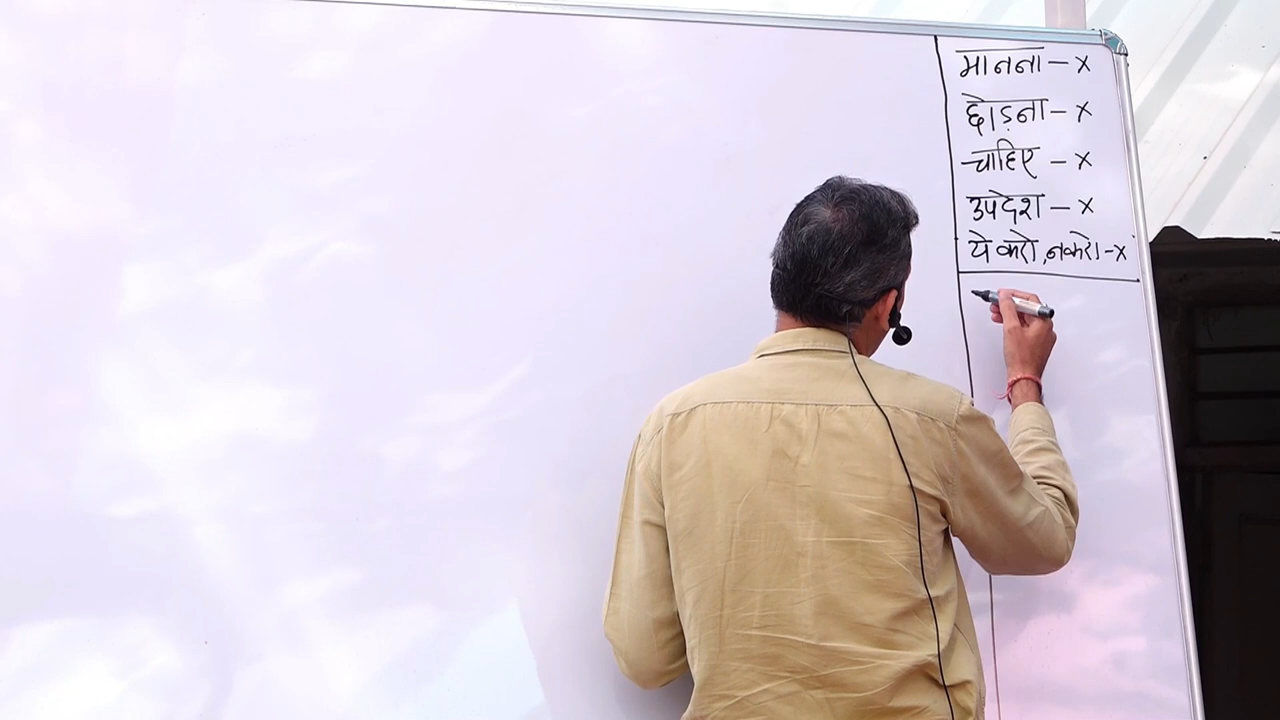 मानना – x
छोड़ना – x
चाहिए – x
उपदेश – x
ये करो, न करो – x